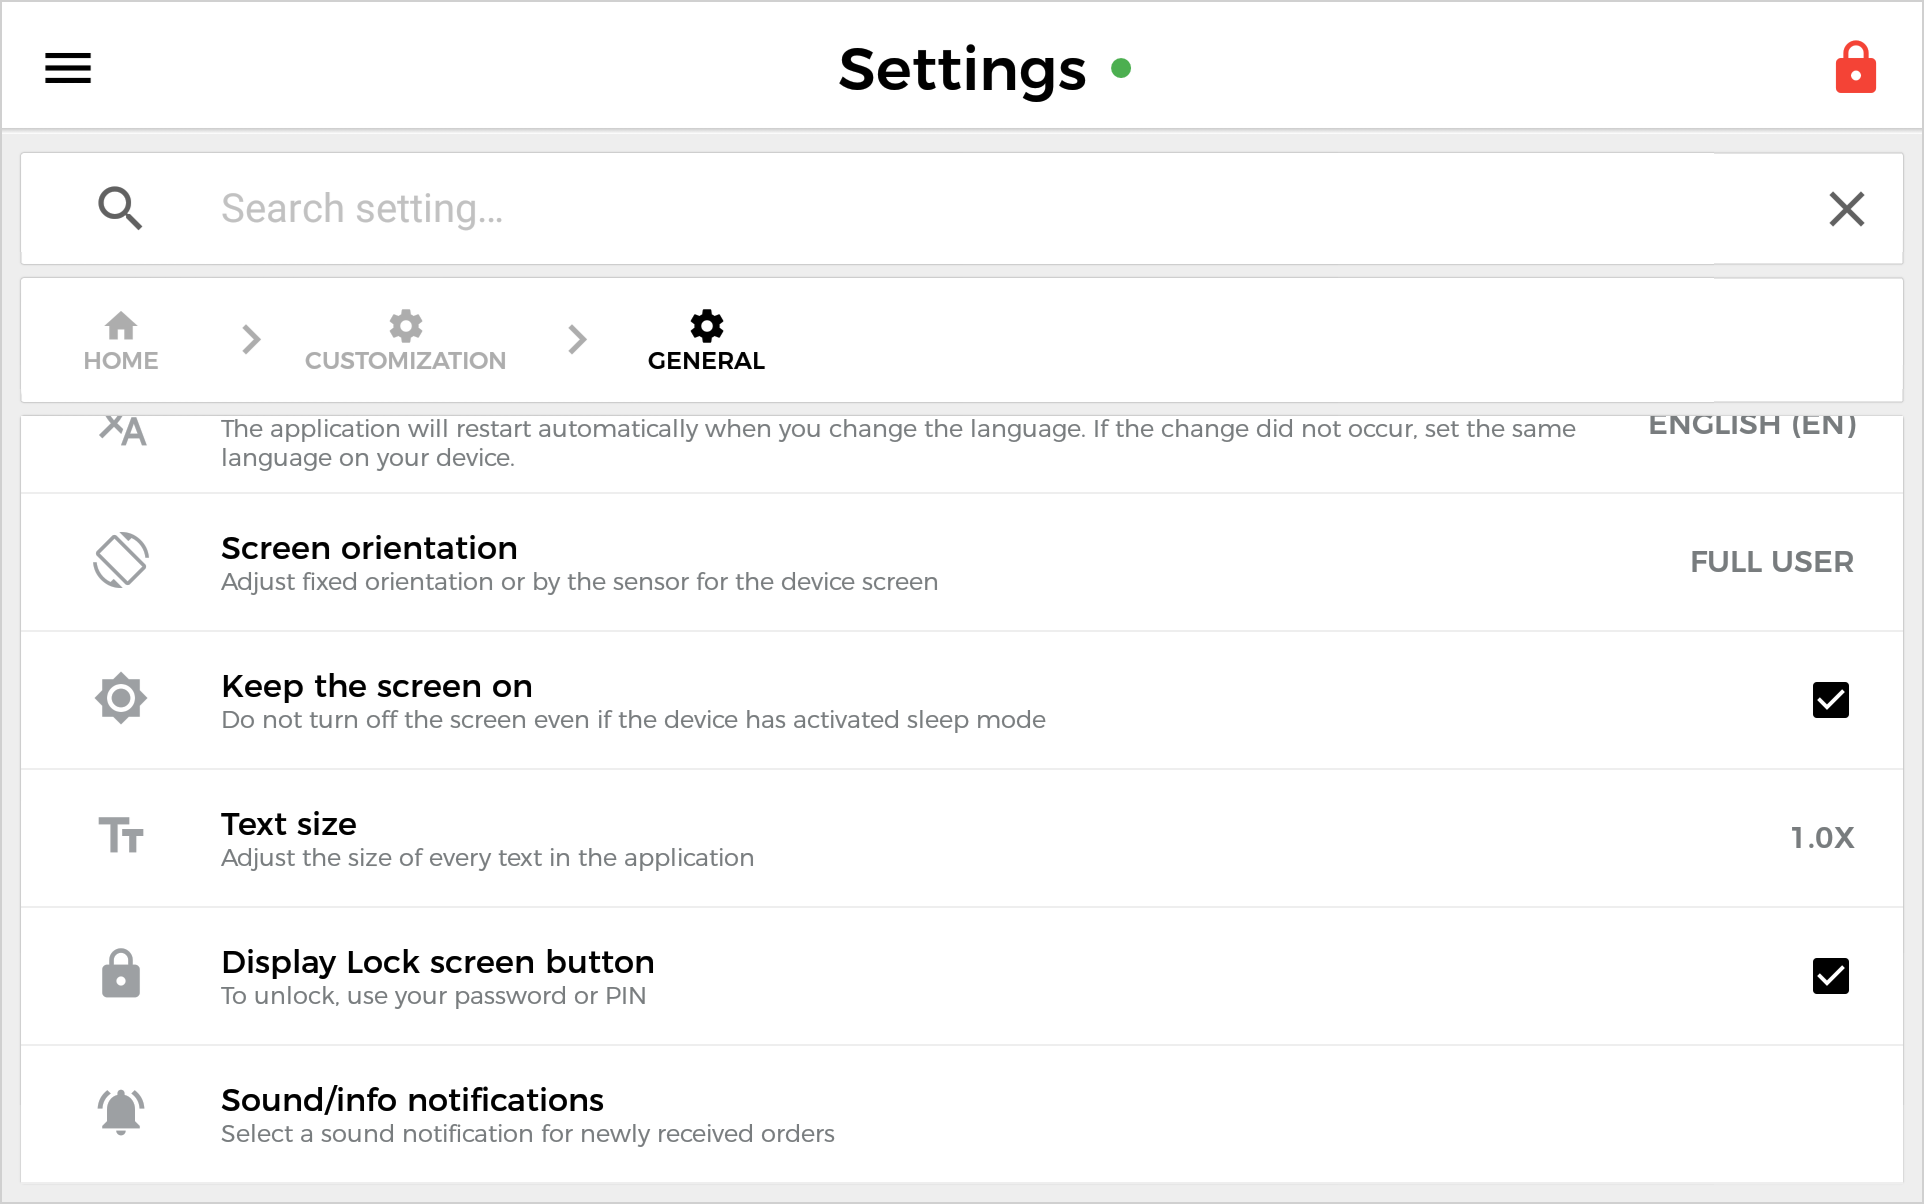 Settings
Search setting...
HOME
CUSTOMIZATION
GENERAL
The application will restart automatically when you change the language. If the change did not occur, set the same
language on your device.
ENGLISH (EN)
Screen orientation
Adjust fixed orientation or by the sensor for the device screen
FULL USER
Keep the screen on
Do not turn off the screen even if the device has activated sleep mode
Text size
Adjust the size of every text in the application
1.0X
Display Lock screen button
To unlock, use your password or PIN
Sound/info notifications
Select a sound notification for newly received orders